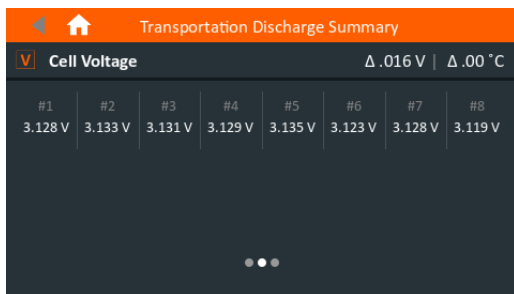 Transportation Discharge Summary
V Cell Voltage Δ .016 V | Δ .00 ˚C
#1 #2 #3 #4 #5 #6 #7 #8
3.128 V 3.133 V 3.131 V 3.129 V 3.135 V 3.123 V 3.128 V 3.119 V